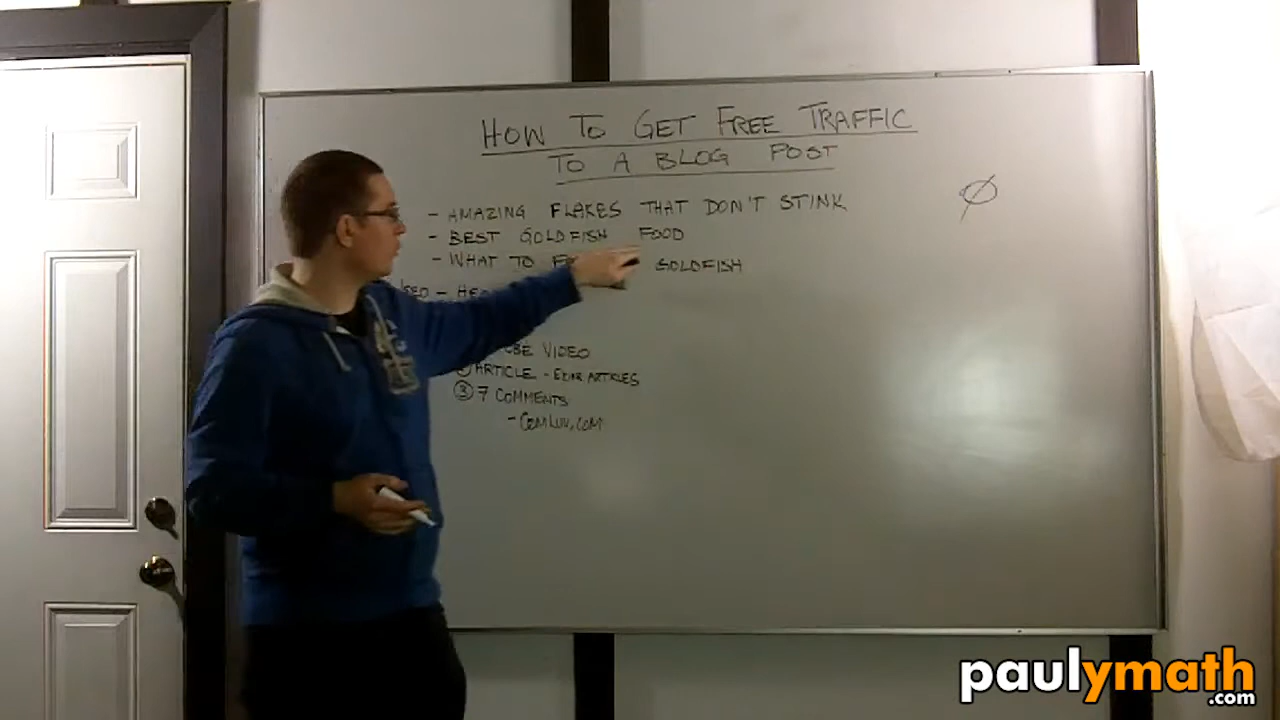 HOW TO GET FREE TRAFFIC
TO A BLOG POST
- AMAZING FLAKES THAT DON'T STINK
- BEST GOLDFISH FOOD
- WHAT TO GOLDFISH
VIDEO
ARTICLE - EZINE ARTICLES
③ 7 COMMENTS
- COMLUV.COM
paulymath
.com